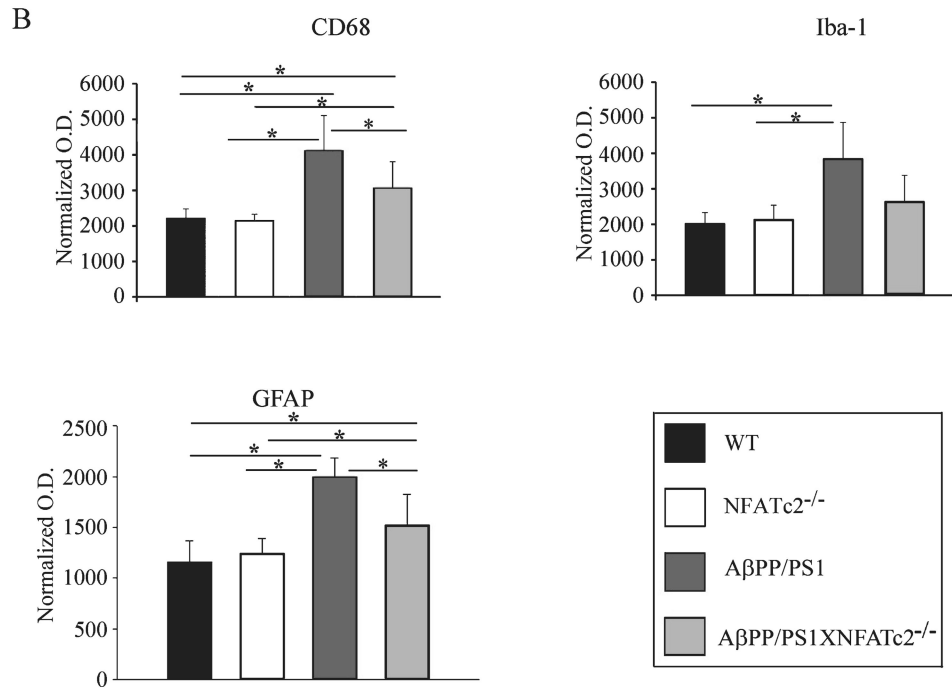 B
CD68
*
*
*
*
*
Normalized O.D.
6000
5000
4000
3000
2000
1000
0
Iba-1
*
*
Normalized O.D.
6000
5000
4000
3000
2000
1000
0
GFAP
*
*
*
*
*
Normalized O.D.
2500
2000
1500
1000
500
0
WT
NFATc2⁻/⁻
AβPP/PS1
AβPP/PS1XNFATc2⁻/⁻